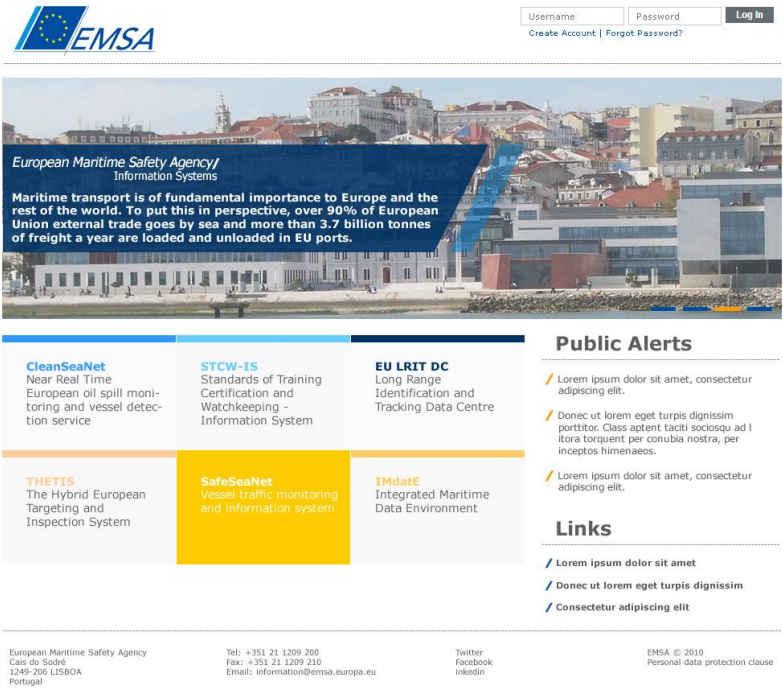 EMSA
Username
Password
Log In
Create Account | Forgot Password?
European Maritime Safety Agency/
Information Systems
Maritime transport is of fundamental importance to Europe and the
rest of the world. To put this in perspective, over 90% of European
Union external trade goes by sea and more than 3.7 billion tonnes
of freight a year are loaded and unloaded in EU ports.
CleanSeaNet
Near Real Time
European oil spill moni-
toring and vessel detec-
tion service
STCW-IS
Standards of Training
Certification and
Watchkeeping -
Information System
EU LRIT DC
Long Range
Identification and
Tracking Data Centre
THETIS
The Hybrid European
Targeting and
Inspection System
SafeSeaNet
Vessel traffic monitoring
and information system
IMdatE
Integrated Maritime
Data Environment
Public Alerts
Lorem ipsum dolor sit amet, consectetur
adipiscing elit.
Donec ut lorem eget turpis dignissim
porttitor. Class aptent taciti sociosqu ad l
itora torquent per conubia nostra, per
inceptos himenaeos.
Lorem ipsum dolor sit amet, consectetur
adipiscing elit.
Links
Lorem ipsum dolor sit amet
Donec ut lorem eget turpis dignissim
Consectetur adipiscing elit
European Maritime Safety Agency
Cais do Sodré
1249-206 LISBOA
Portugal
Tel: +351 21 1209 200
Fax: +351 21 1209 210
Email: information@emsa.europa.eu
Twitter
Facebook
inkedin
EMSA © 2010
Personal data protection clause